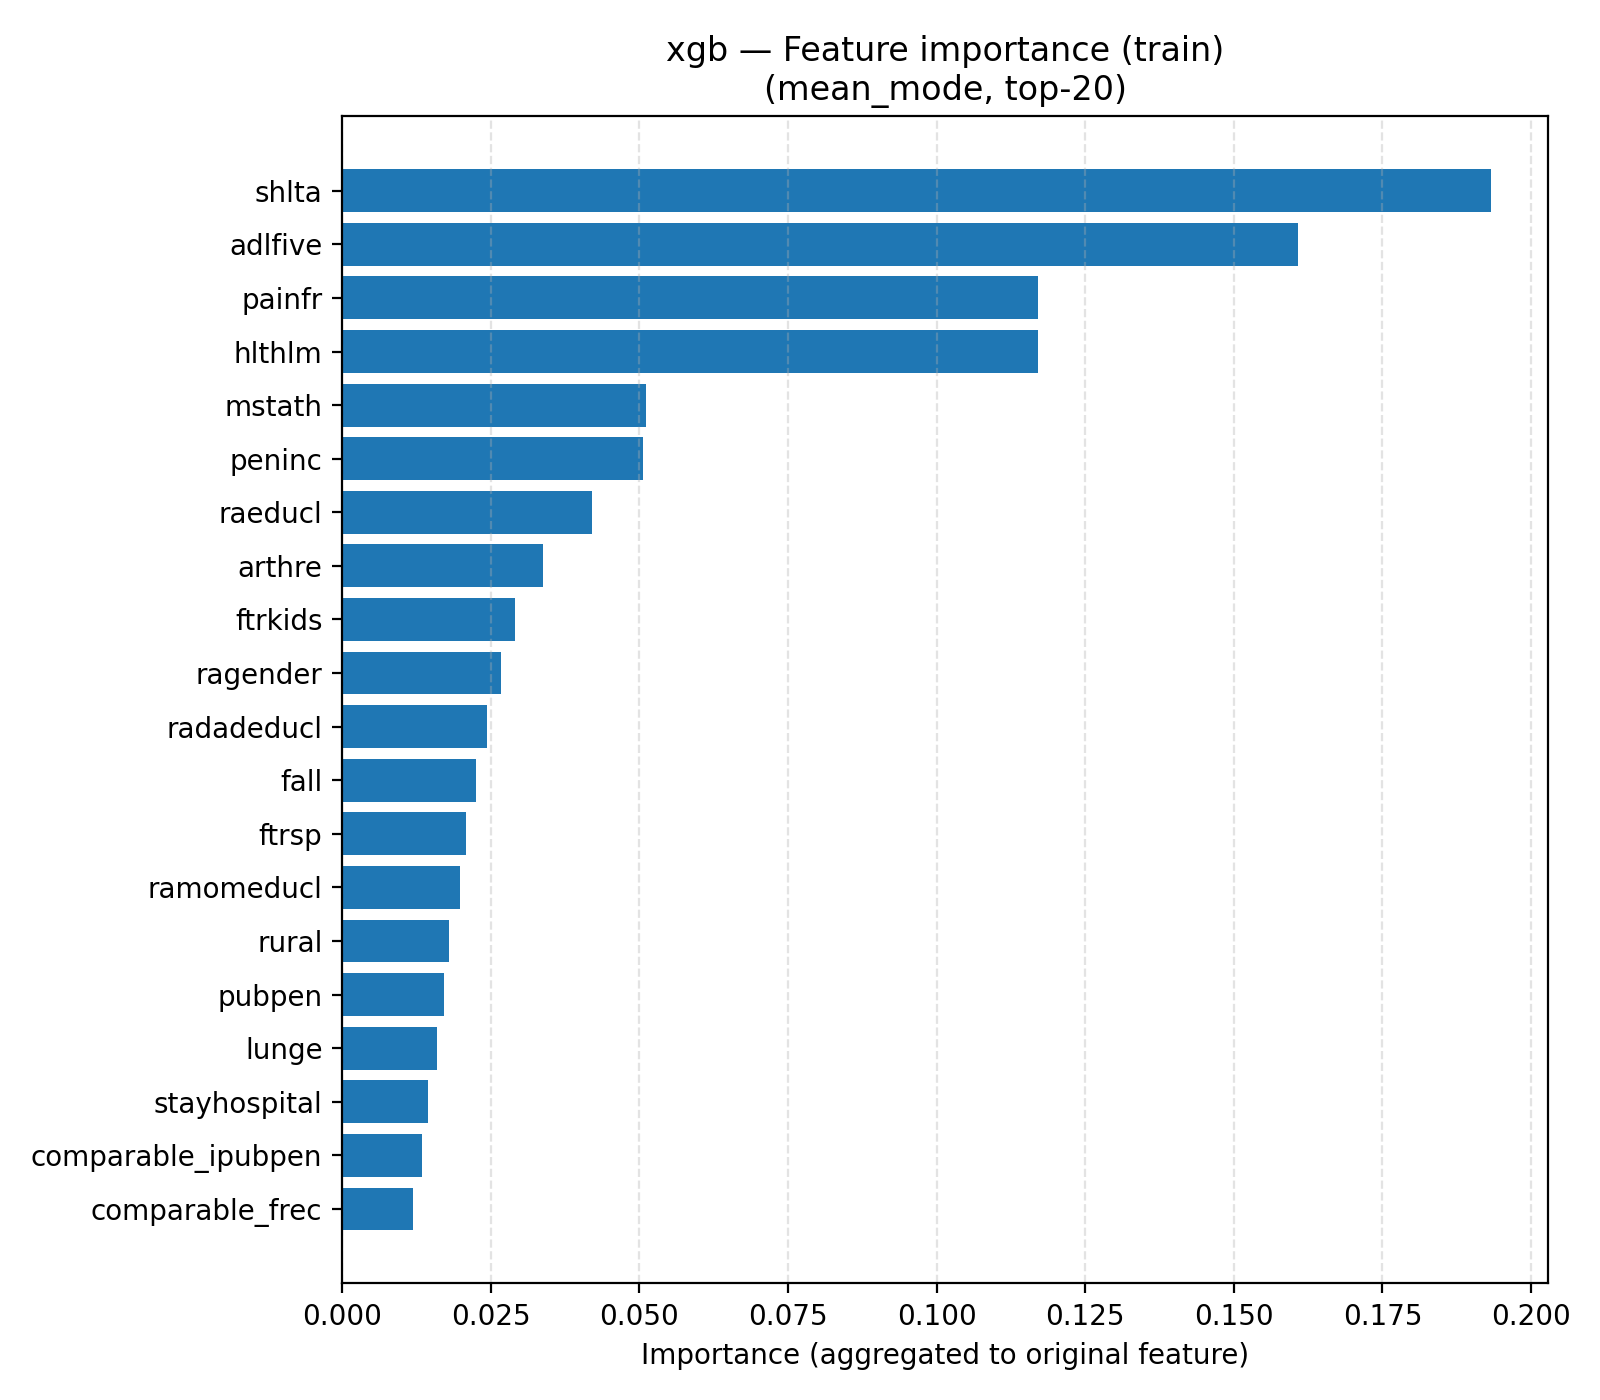 xgb — Feature importance (train)
(mean_mode, top-20)
shlta
adlfive
painfr
hlthlm
mstath
peninc
raeducl
arthre
ftrkids
ragender
radadeducl
fall
ftrsp
ramomeducl
rural
pubpen
lunge
stayhospital
comparable_ipubpen
comparable_frec
0.000 0.025 0.050 0.075 0.100 0.125 0.150 0.175 0.200
Importance (aggregated to original feature)